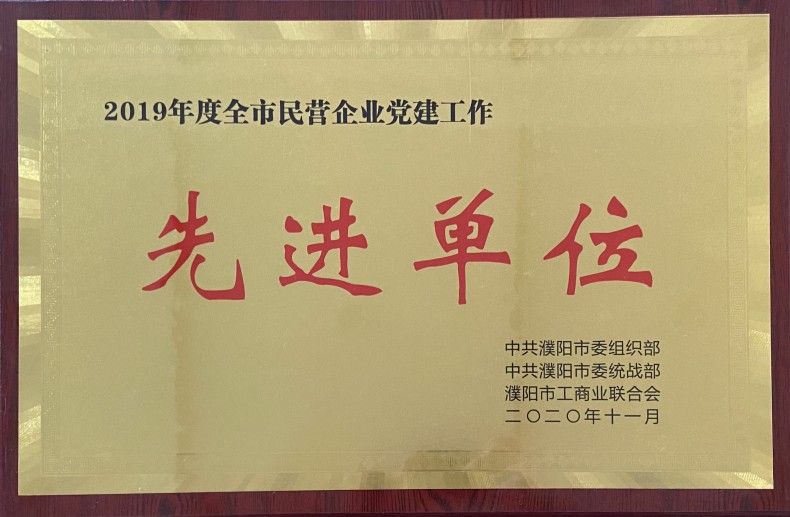 2019年度全市民营企业党建工作
先进单位
中共濮阳市委组织部
中共濮阳市委统战部
濮阳市工商业联合会
二〇二〇年十一月